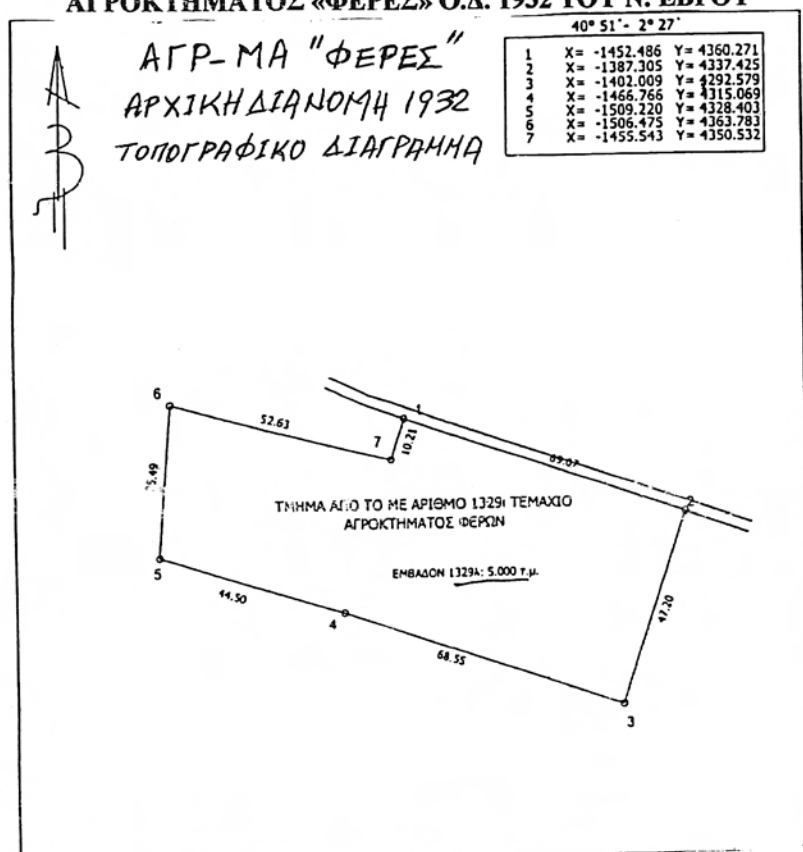 ΑΓΡΟΚΤΗΜΑΤΟΣ «ΦΕΡΕΣ» Ο.Δ. 1932 ΤΟΥ Ν. ΕΒΡΟΥ
ΑΓΡ-ΜΑ "ΦΕΡΕΣ"
ΑΡΧΙΚΗ ΔΙΑΝΟΜΗ 1932
ΤΟΠΟΓΡΑΦΙΚΟ ΔΙΑΓΡΑΜΜΑ
40° 51' - 2° 27'
1 X= -1452.486 Y= 4360.271
2 X= -1387.305 Y= 4337.425
3 X= -1402.009 Y= 4292.579
4 X= -1466.766 Y= 4315.069
5 X= -1509.220 Y= 4328.403
6 X= -1506.475 Y= 4363.783
7 X= -1455.543 Y= 4350.532
Β
6
52.63
7
10.21
1
69.07
2
ΤΜΗΜΑ ΑΠΟ ΤΟ ΜΕ ΑΡΙΘΜΟ ΤΕΜΑΧΙΟ
ΑΓΡΟΚΤΗΜΑΤΟΣ ΦΕΡΩΝ
ΕΜΒΑΔΟΝ 1329λ: 5.000 τ.μ.
5
44.50
4
68.55
47.20
3